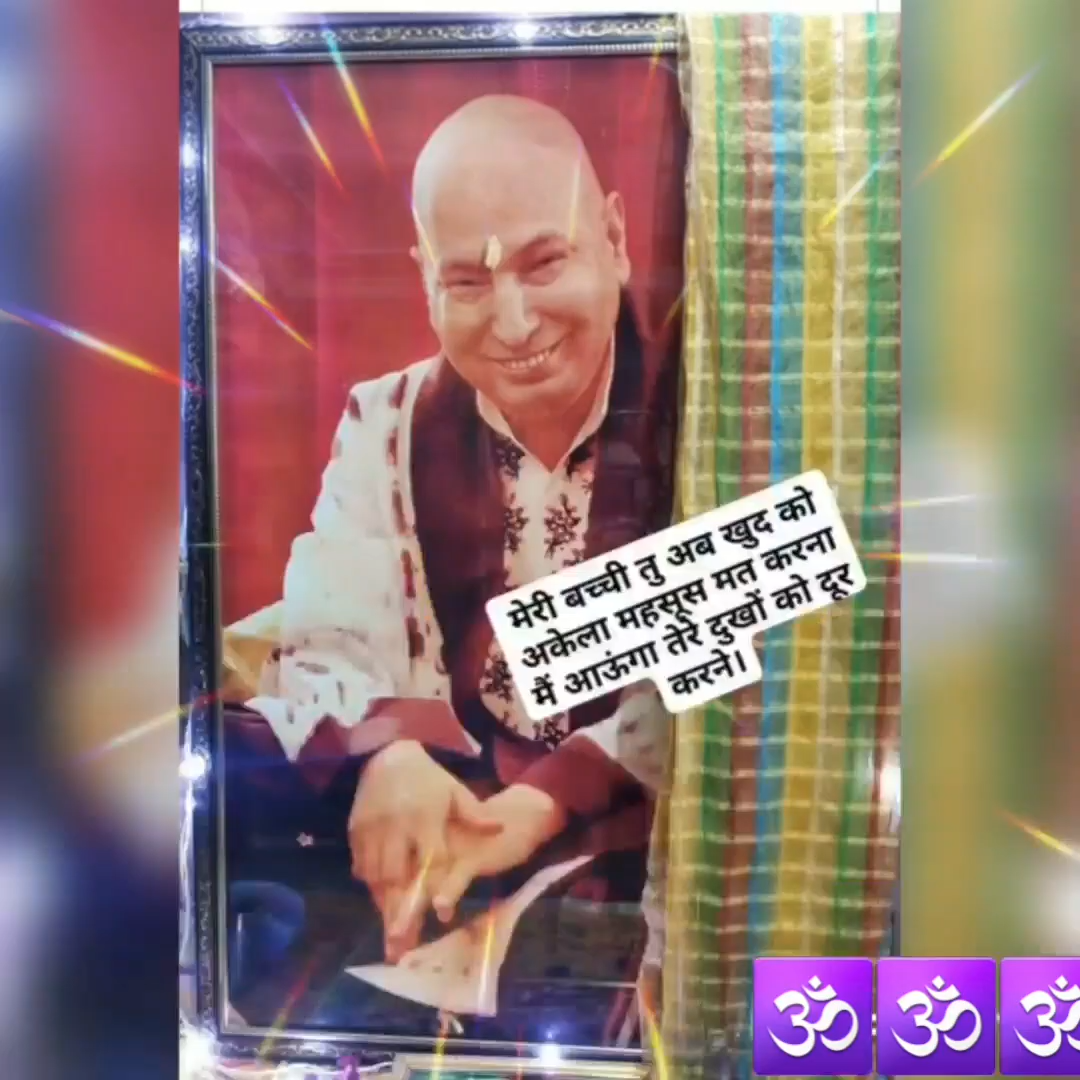 मेरी बच्ची तु अब खुद को
अकेला महसूस मत करना
मैं आऊंगा तेरे दुखों को दूर
करने।
ॐ ॐ ॐ